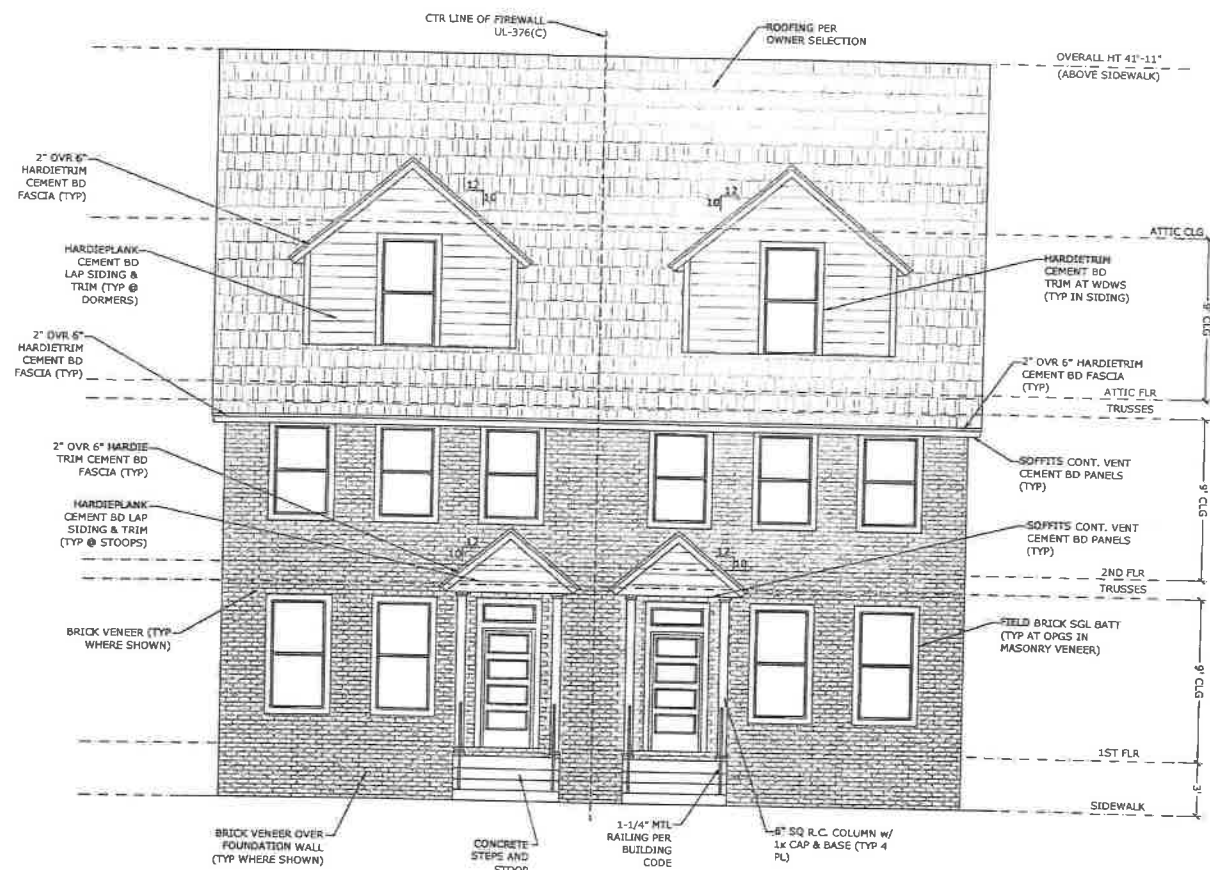 CTR LINE OF FIREWALL
UL-376(C)
ROOFING PER
OWNER SELECTION
OVERALL HT 41'-11"
(ABOVE SIDEWALK)
2" OVR 6"
HARDIETRIM
CEMENT BD
FASCIA (TYP)
12
10
12
10
ATTIC CLG
HARDIEPLANK
CEMENT BD
LAP SIDING &
TRIM (TYP @
DORMERS)
HARDIETRIM
CEMENT BD
TRIM AT WDWS
(TYP IN SIDING)
9' CLG
2" OVR 6"
HARDIETRIM
CEMENT BD
FASCIA (TYP)
2" OVR 6" HARDIETRIM
CEMENT BD FASCIA
(TYP)
ATTIC FLR
TRUSSES
2" OVR 6" HARDIE
TRIM CEMENT BD
FASCIA (TYP)
SOFFITS CONT. VENT
CEMENT BD PANELS
(TYP)
9' CLG
HARDIEPLANK
CEMENT BD LAP
SIDING & TRIM
(TYP @ STOOPS)
SOFFITS CONT. VENT
CEMENT BD PANELS
(TYP)
12
10
12
10
2ND FLR
TRUSSES
BRICK VENEER (TYP
WHERE SHOWN)
FIELD BRICK SGL BATT
(TYP AT OPGS IN
MASONRY VENEER)
9' CLG
1ST FLR
3'
SIDEWALK
BRICK VENEER OVER
FOUNDATION WALL
(TYP WHERE SHOWN)
CONCRETE
STEPS AND
STOOP
1-1/4" MTL
RAILING PER
BUILDING
CODE
6" SQ R.C. COLUMN w/
1x CAP & BASE (TYP 4
PL)